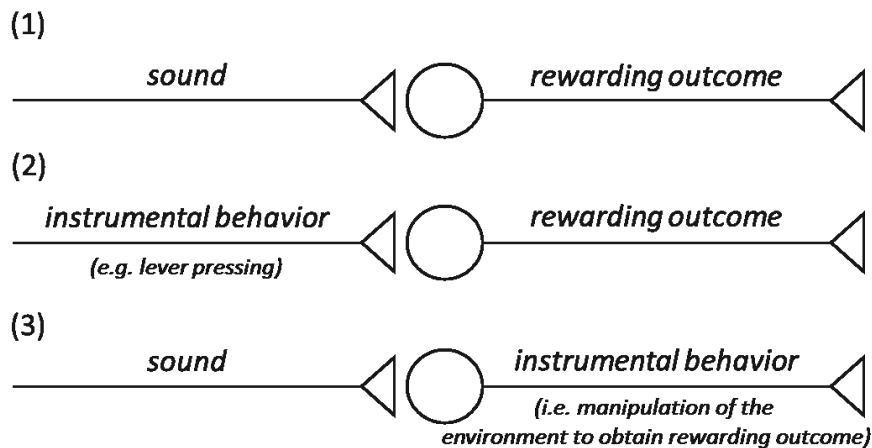 (1)
sound rewarding outcome
(2)
instrumental behavior rewarding outcome
(e.g. lever pressing)
(3)
sound instrumental behavior
(i.e. manipulation of the
environment to obtain rewarding outcome)